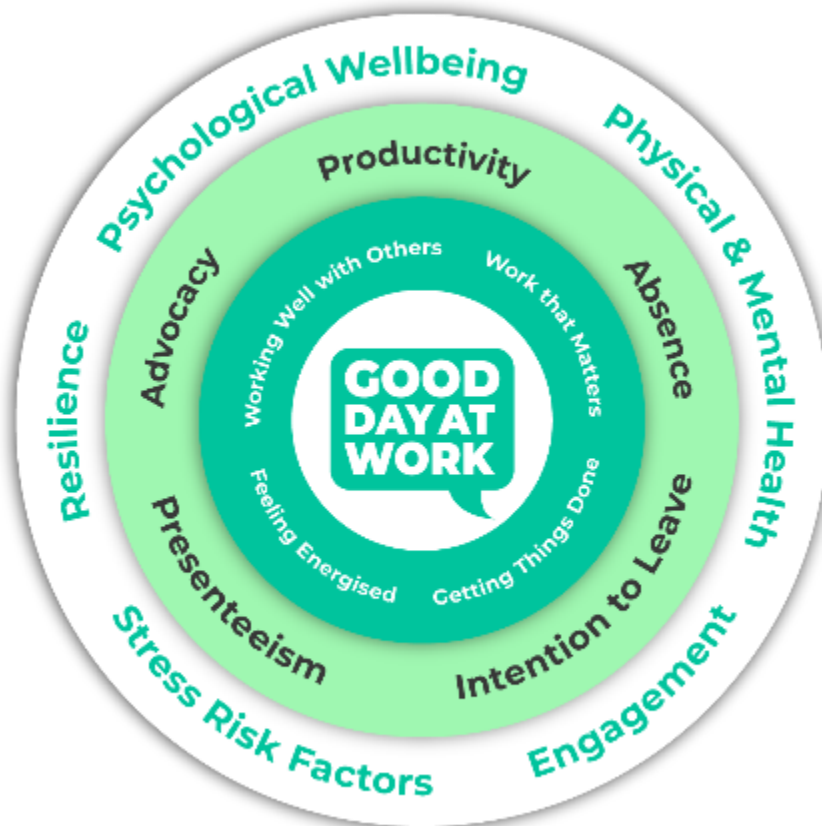 Psychological Wellbeing
Physical & Mental Health
Engagement
Stress Risk Factors
Resilience
Productivity
Absence
Intention to Leave
Presenteeism
Advocacy
Working Well with Others
Work that Matters
Getting Things Done
Feeling Energised
GOOD
DAY AT
WORK